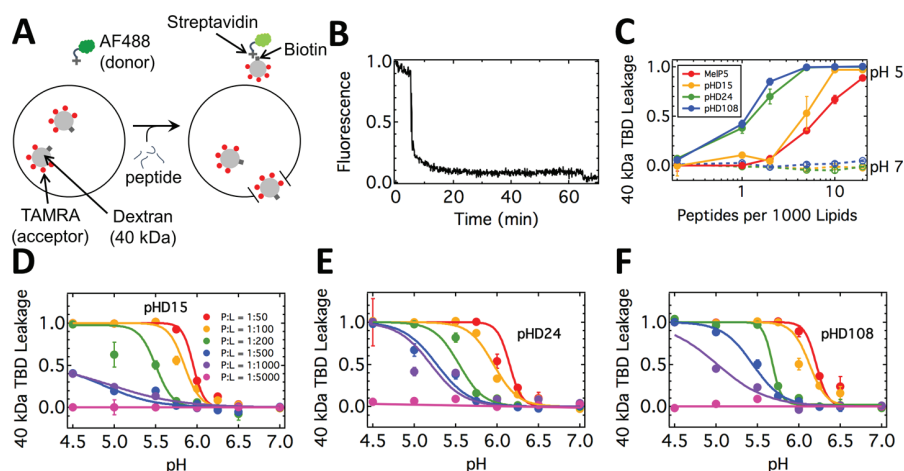 A
AF488
(donor)
Streptavidin
Biotin
peptide
TAMRA
(acceptor)
Dextran
(40 kDa)
B
Fluorescence
1.0
0.5
0.0
0
20
40
60
Time (min)
C
40 kDa TBD Leakage
1.0
0.5
0.0
MelP5
pHD15
pHD24
pHD108
pH 5
pH 7
1
10
Peptides per 1000 Lipids
D
pHD15
40 kDa TBD Leakage
1.0
0.5
0.0
P:L = 1:50
P:L = 1:100
P:L = 1:200
P:L = 1:500
P:L = 1:1000
P:L = 1:5000
4.5 5.0 5.5 6.0 6.5 7.0
pH
E
pHD24
40 kDa TBD Leakage
1.0
0.5
0.0
4.5 5.0 5.5 6.0 6.5 7.0
pH
F
pHD108
40 kDa TBD Leakage
1.0
0.5
0.0
4.5 5.0 5.5 6.0 6.5 7.0
pH